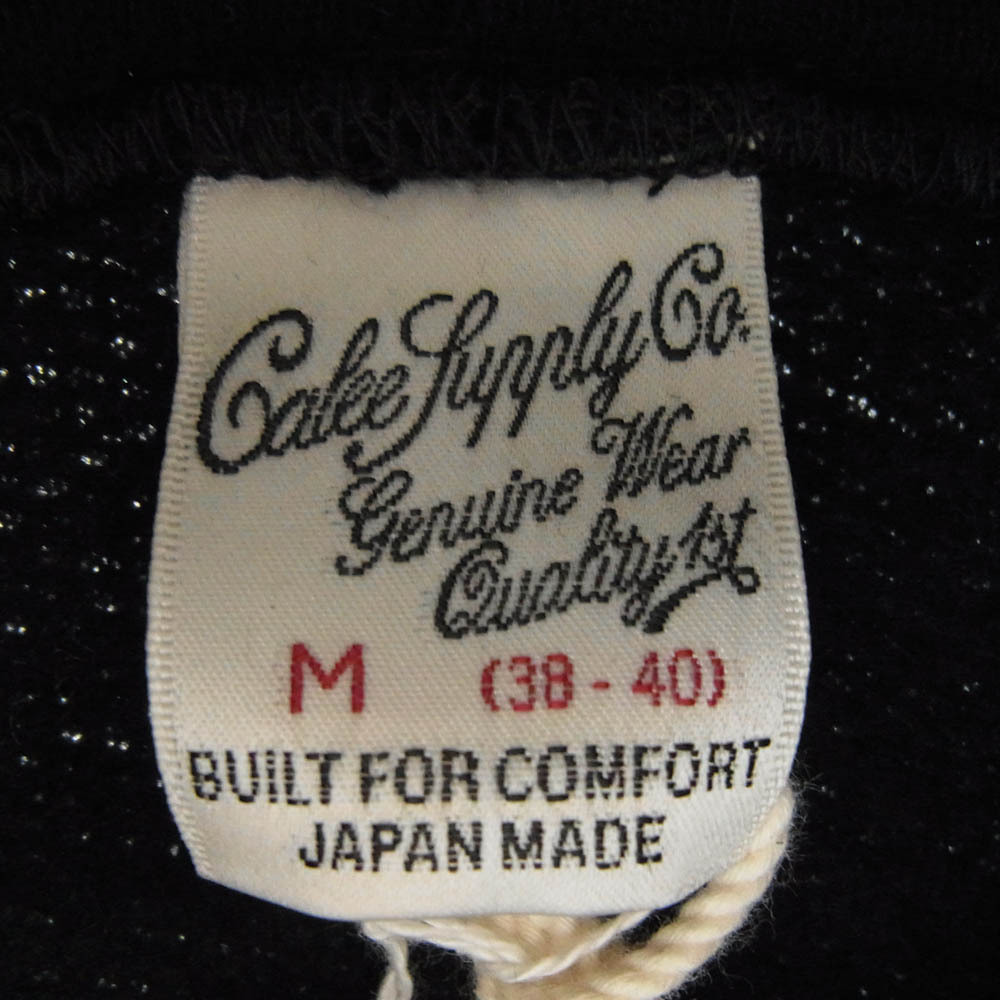 Calee Supply Co.
Genuine Wear
Quality 1st
M (38 - 40)
BUILT FOR COMFORT
JAPAN MADE